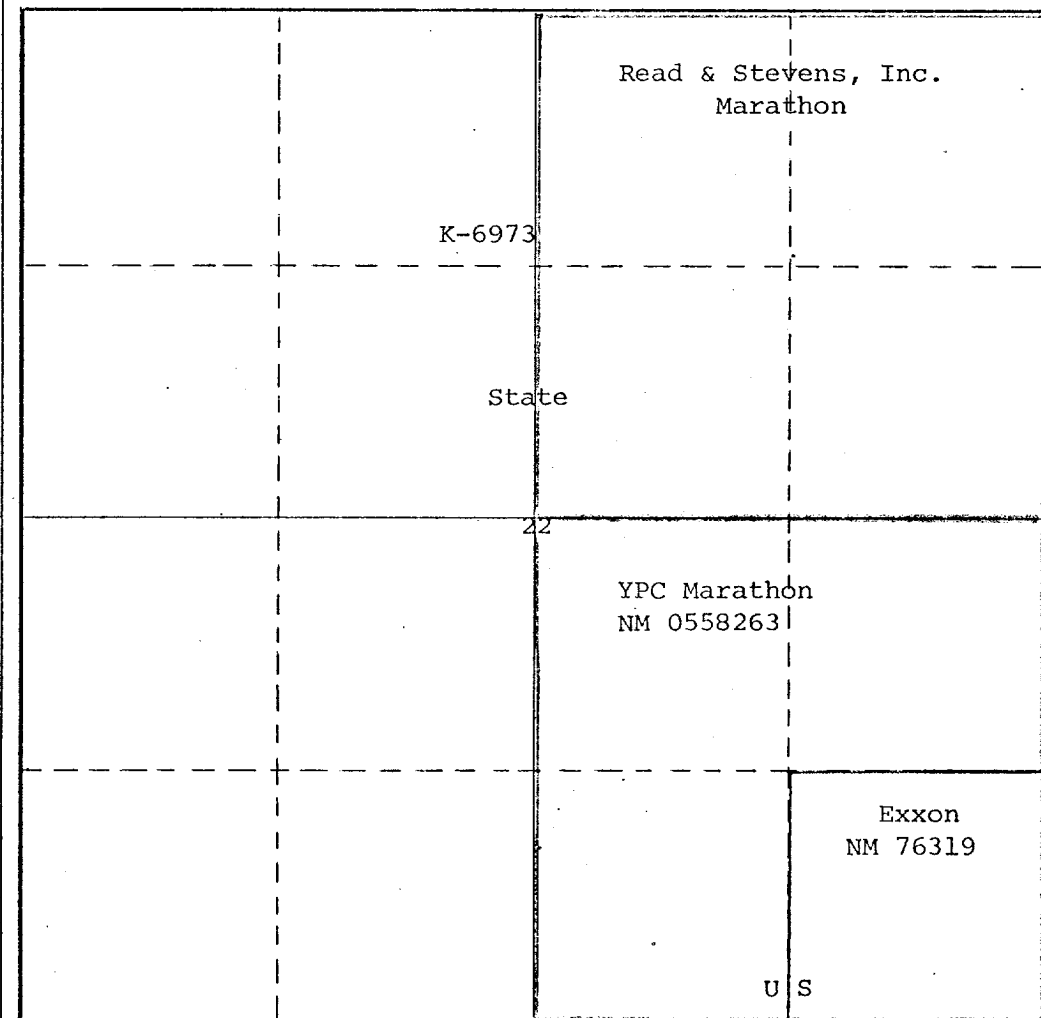 Read & Stevens, Inc.
Marathon
K-6973
State
22
YPC Marathon
NM 0558263
Exxon
NM 76319
U S